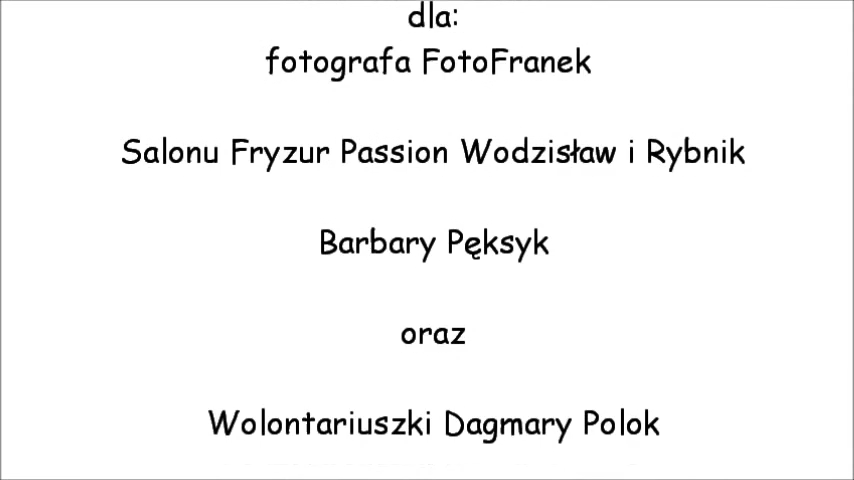 dla:
fotografa FotoFranek
Salonu Fryzur Passion Wodzisław i Rybnik
Barbary Pęksyk
oraz
Wolontariuszki Dagmary Polok